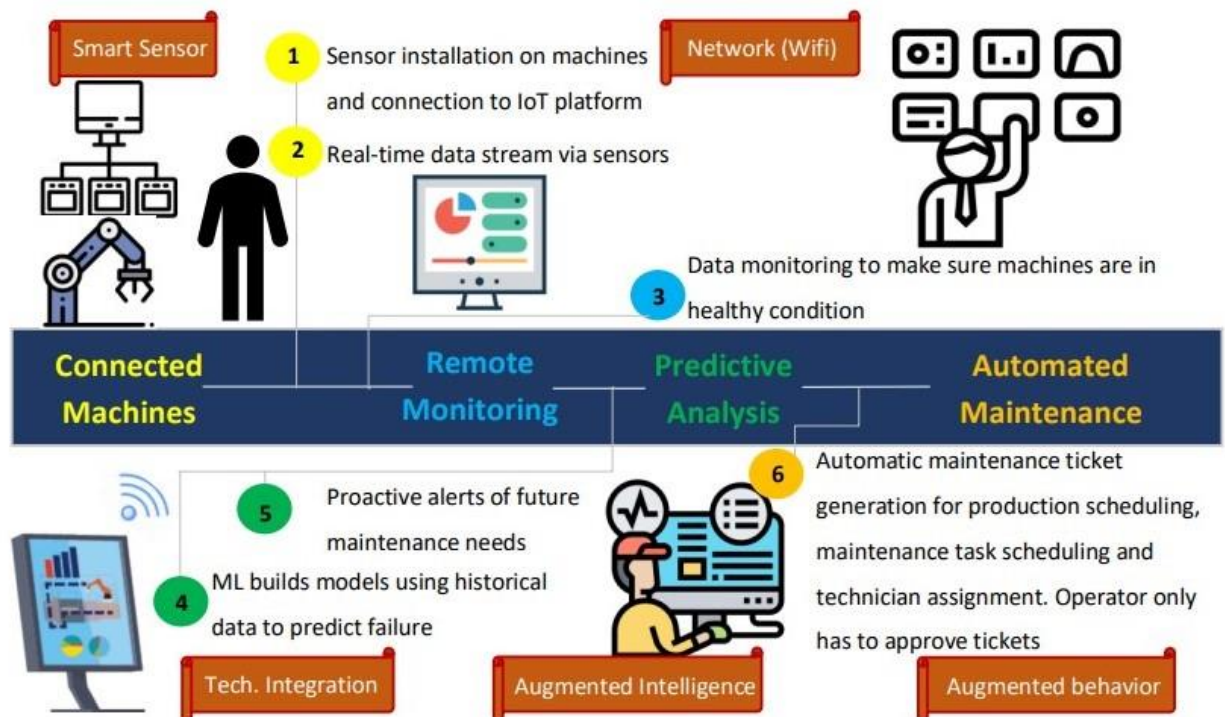 Smart Sensor
1
Sensor installation on machines
and connection to IoT platform
Network (Wifi)
2
Real-time data stream via sensors
3
Data monitoring to make sure machines are in
healthy condition
Connected
Machines
Remote
Monitoring
Predictive
Analysis
Automated
Maintenance
5
Proactive alerts of future
maintenance needs
4
ML builds models using historical
data to predict failure
6
Automatic maintenance ticket
generation for production scheduling,
maintenance task scheduling and
technician assignment. Operator only
has to approve tickets
Tech. Integration
Augmented Intelligence
Augmented behavior